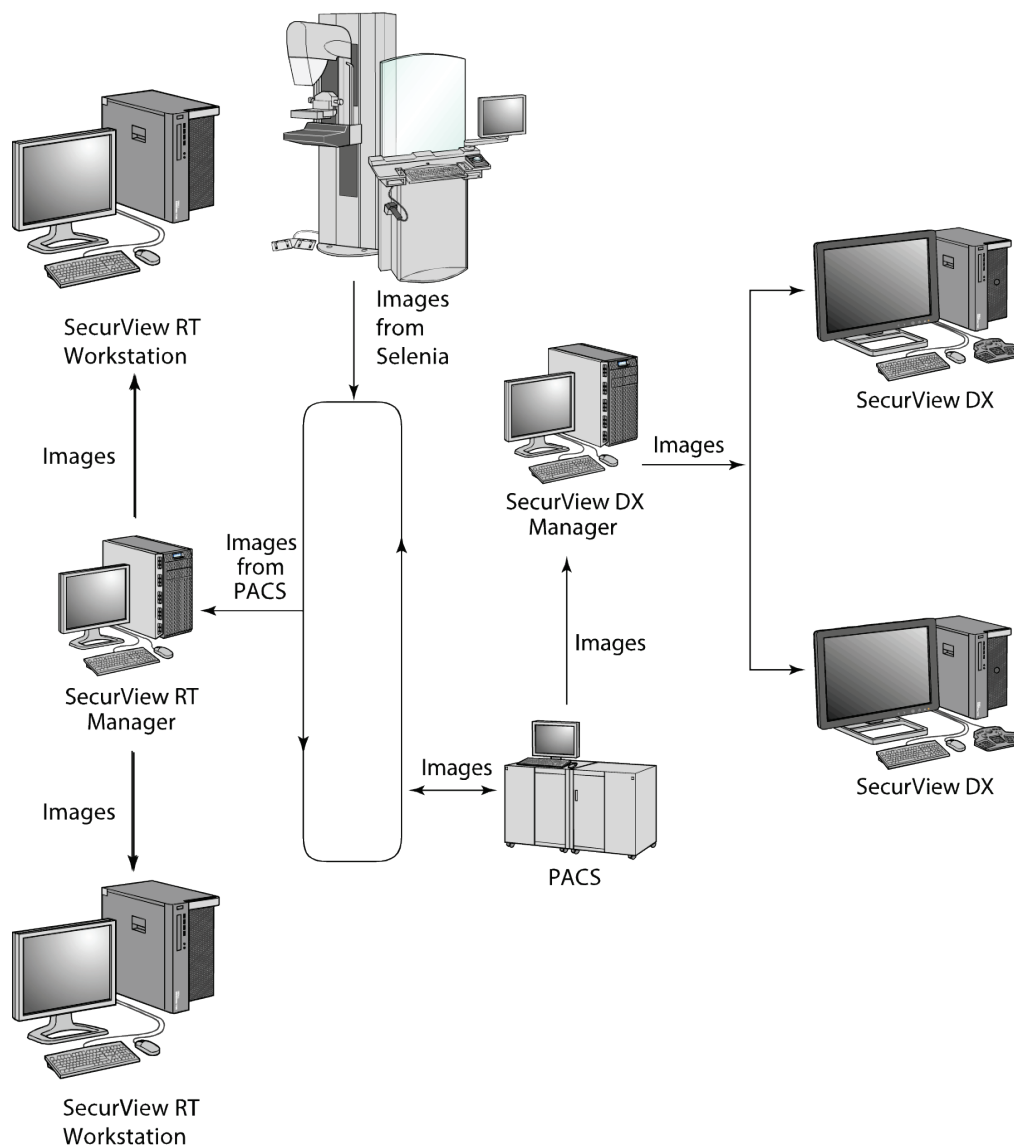 Images
from
Selenia
SecurView RT
Workstation
Images
SecurView DX
Images
SecurView DX
Manager
Images
from
PACS
Images
SecurView RT
Manager
Images
Images
SecurView DX
PACS
SecurView RT
Workstation